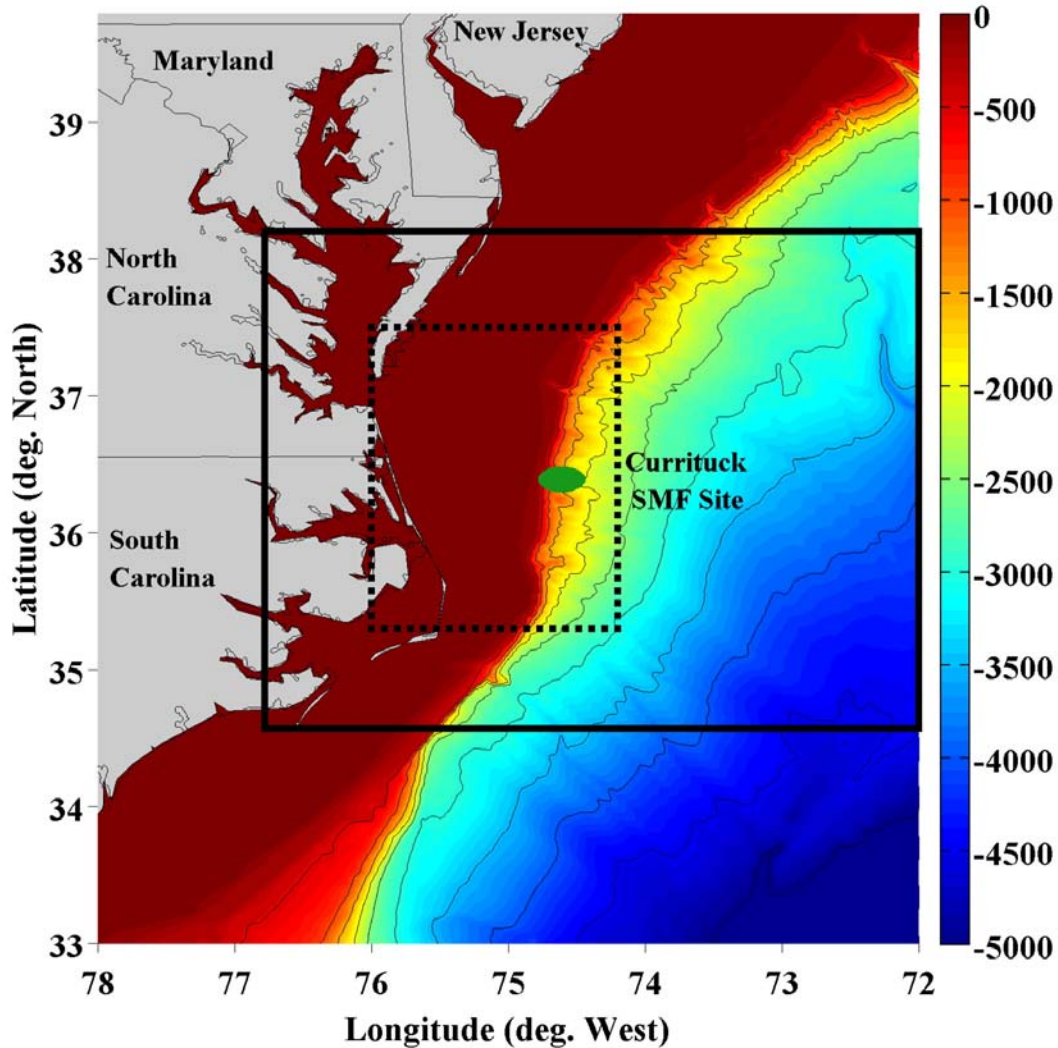 New Jersey
Maryland
North
Carolina
South
Carolina
Currituck
SMF Site
Latitude (deg. North)
39
38
37
36
35
34
33
78
77
76
75
74
73
72
Longitude (deg. West)
0
-500
-1000
-1500
-2000
-2500
-3000
-3500
-4000
-4500
-5000